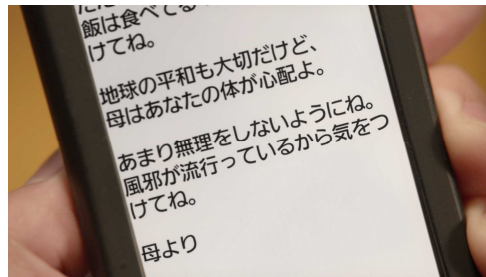 飯は食べてる
けてね。
地球の平和も大切だけど、
母はあなたの体が心配よ。
あまり無理をしないようにね。
風邪が流行っているから気をつ
けてね。
母より